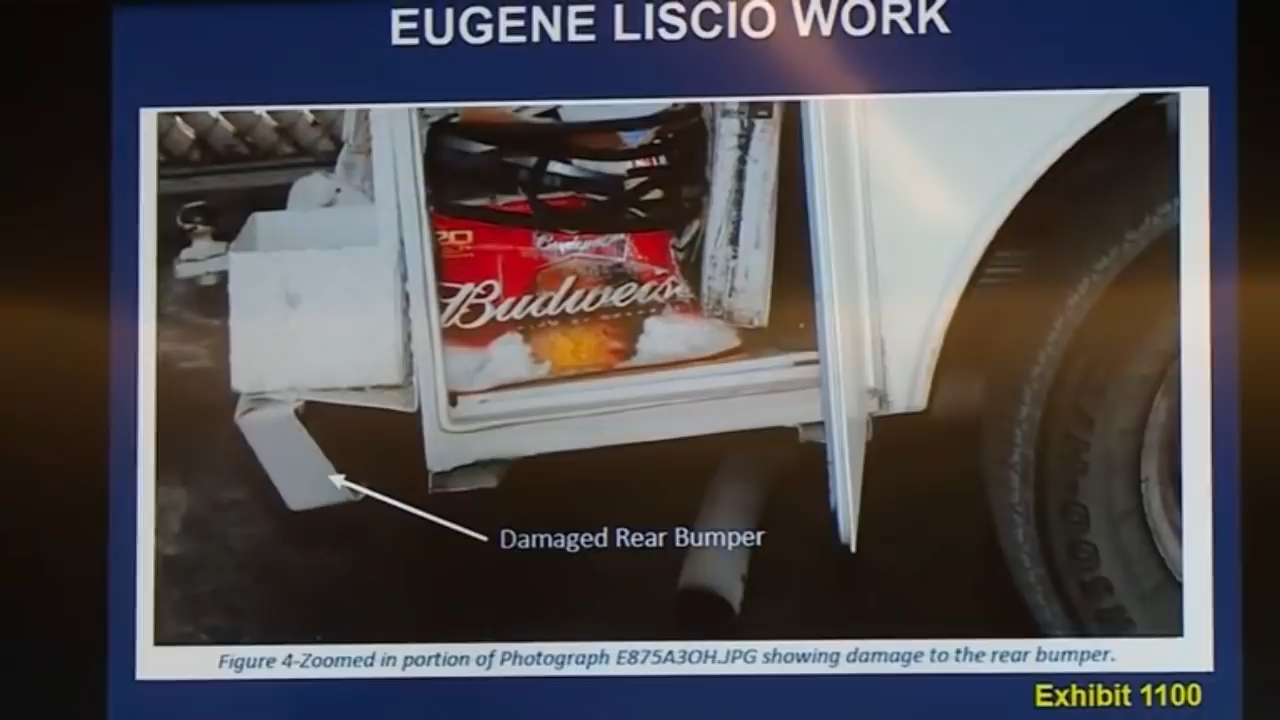 EUGENE LISCIO WORK
20
Budweis
Damaged Rear Bumper
Figure 4-Zoomed in portion of Photograph E875A3OH.JPG showing damage to the rear bumper.
Exhibit 1100